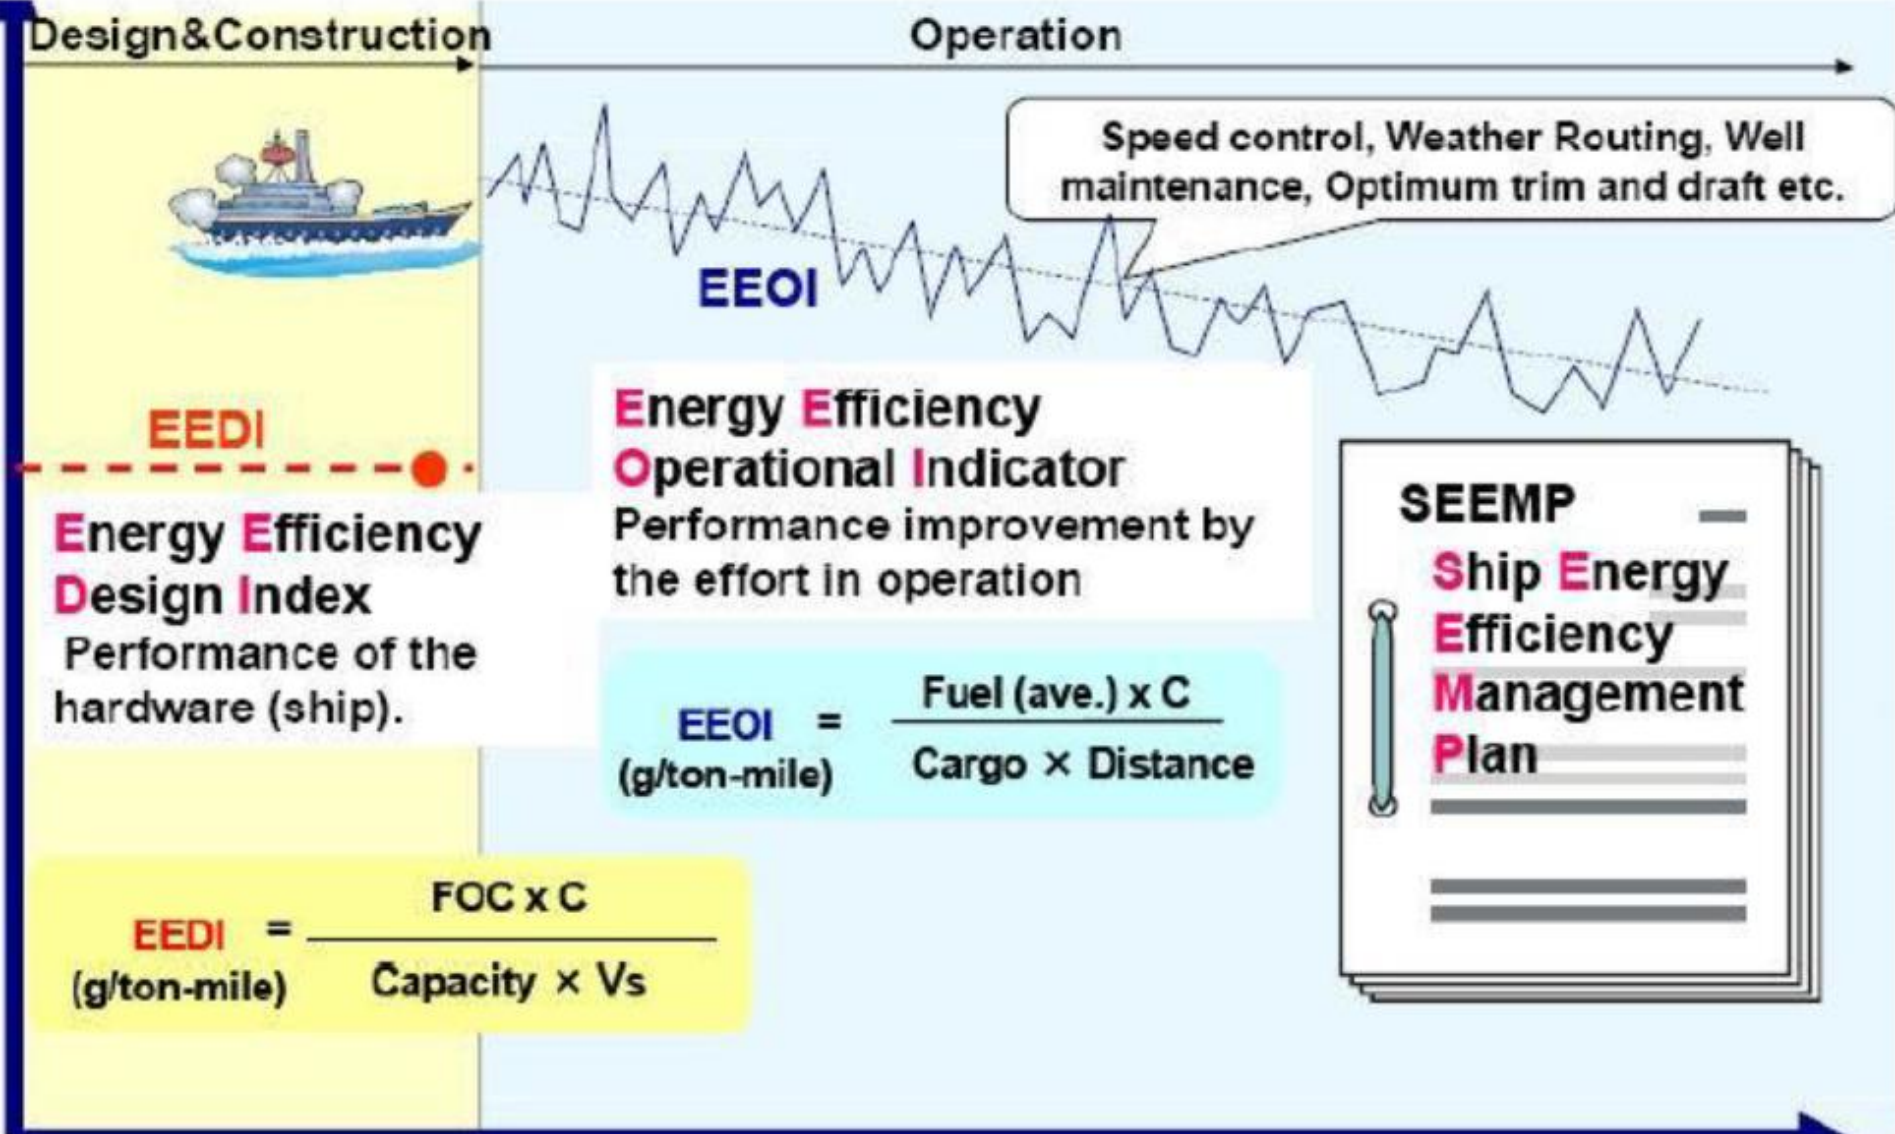 Design&Construction
Operation
Speed control, Weather Routing, Well
maintenance, Optimum trim and draft etc.
EEOI
EEDI
Energy Efficiency
Design Index
Performance of the
hardware (ship).
Energy Efficiency
Operational Indicator
Performance improvement by
the effort in operation
EEOI = Fuel (ave.) x C
(g/ton-mile) Cargo × Distance
EEDI = FOC x C
(g/ton-mile) Capacity × Vs
SEEMP
Ship Energy
Efficiency
Management
Plan